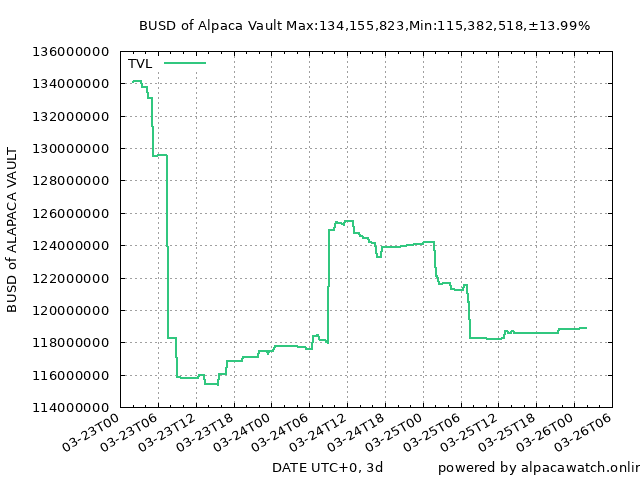 BUSD of Alpaca Vault Max:134,155,823,Min:115,382,518,±13.99%
TVL
136000000
134000000
132000000
130000000
128000000
126000000
124000000
122000000
120000000
118000000
116000000
114000000
BUSD of ALAPACA VAULT
03-23T00
03-23T06
03-23T12
03-23T18
03-24T00
03-24T06
03-24T12
03-24T18
03-25T00
03-25T06
03-25T12
03-25T18
03-26T00
03-26T06
DATE UTC+0, 3d
powered by alpacawatch.onlin